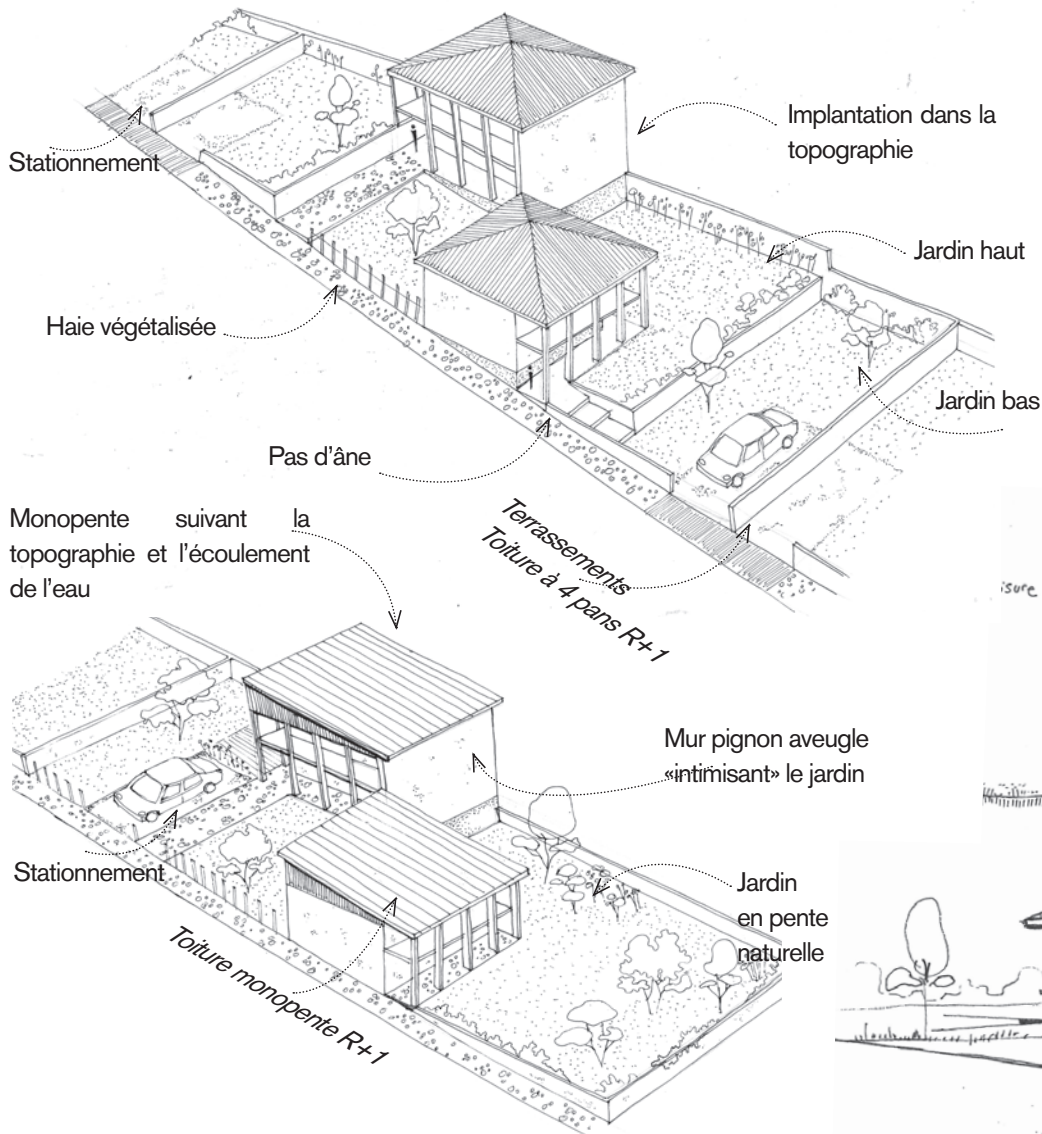 Implantation dans la
topographie
Stationnement
Jardin haut
Haie végétalisée
Jardin bas
Pas d'âne
Terrassements
Toiture à 4 pans R+1
Monopente suivant la
topographie et l'écoulement
de l'eau
isure
Mur pignon aveugle
«intimisant» le jardin
Stationnement
Jardin
en pente
naturelle
Toiture monopente R+1